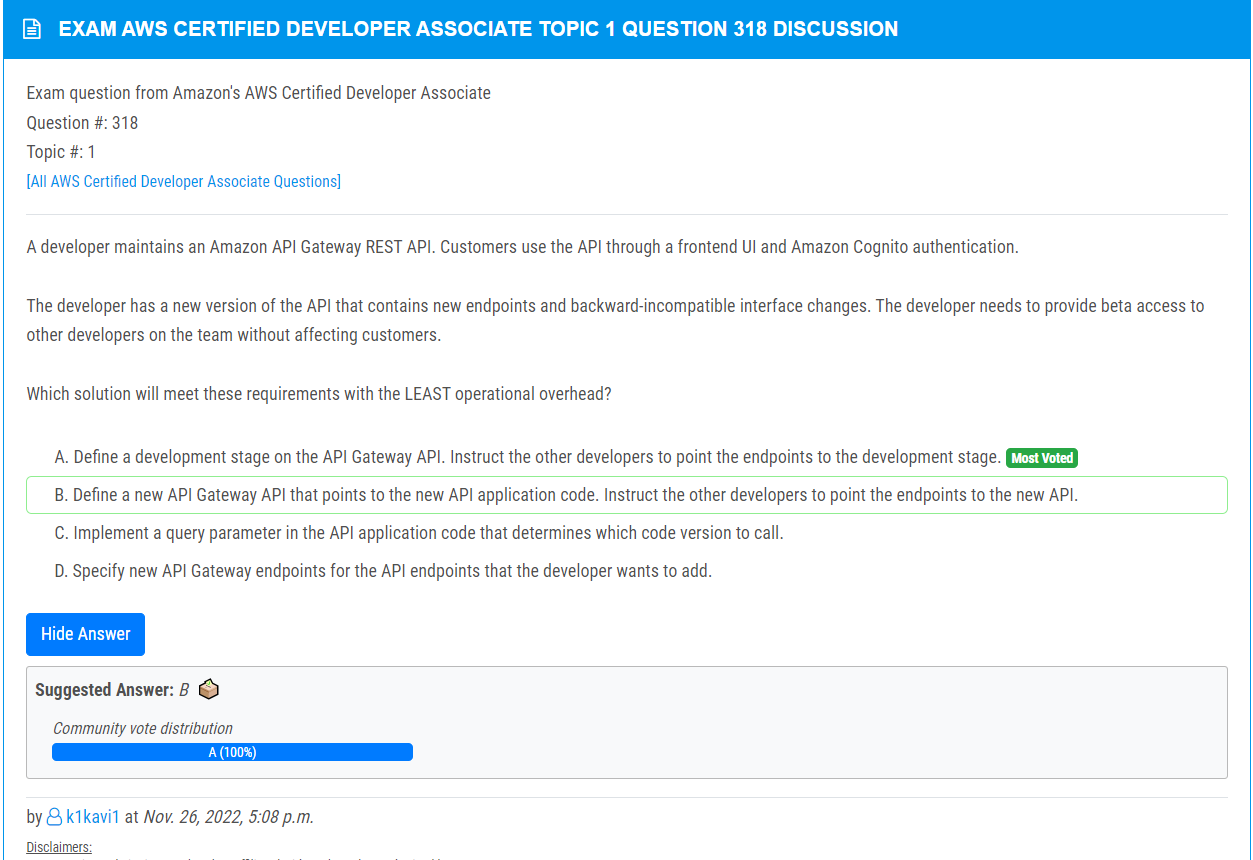 EXAM AWS CERTIFIED DEVELOPER ASSOCIATE TOPIC 1 QUESTION 318 DISCUSSION
Exam question from Amazon's AWS Certified Developer Associate
Question #: 318
Topic #: 1
[All AWS Certified Developer Associate Questions]
A developer maintains an Amazon API Gateway REST API. Customers use the API through a frontend UI and Amazon Cognito authentication.
The developer has a new version of the API that contains new endpoints and backward-incompatible interface changes. The developer needs to provide beta access to
other developers on the team without affecting customers.
Which solution will meet these requirements with the LEAST operational overhead?
A. Define a development stage on the API Gateway API. Instruct the other developers to point the endpoints to the development stage. Most Voted
B. Define a new API Gateway API that points to the new API application code. Instruct the other developers to point the endpoints to the new API.
C. Implement a query parameter in the API application code that determines which code version to call.
D. Specify new API Gateway endpoints for the API endpoints that the developer wants to add.
Hide Answer
Suggested Answer: B
Community vote distribution
A (100%)
by k1kavi1 at Nov. 26, 2022, 5:08 p.m.
Disclaimers: